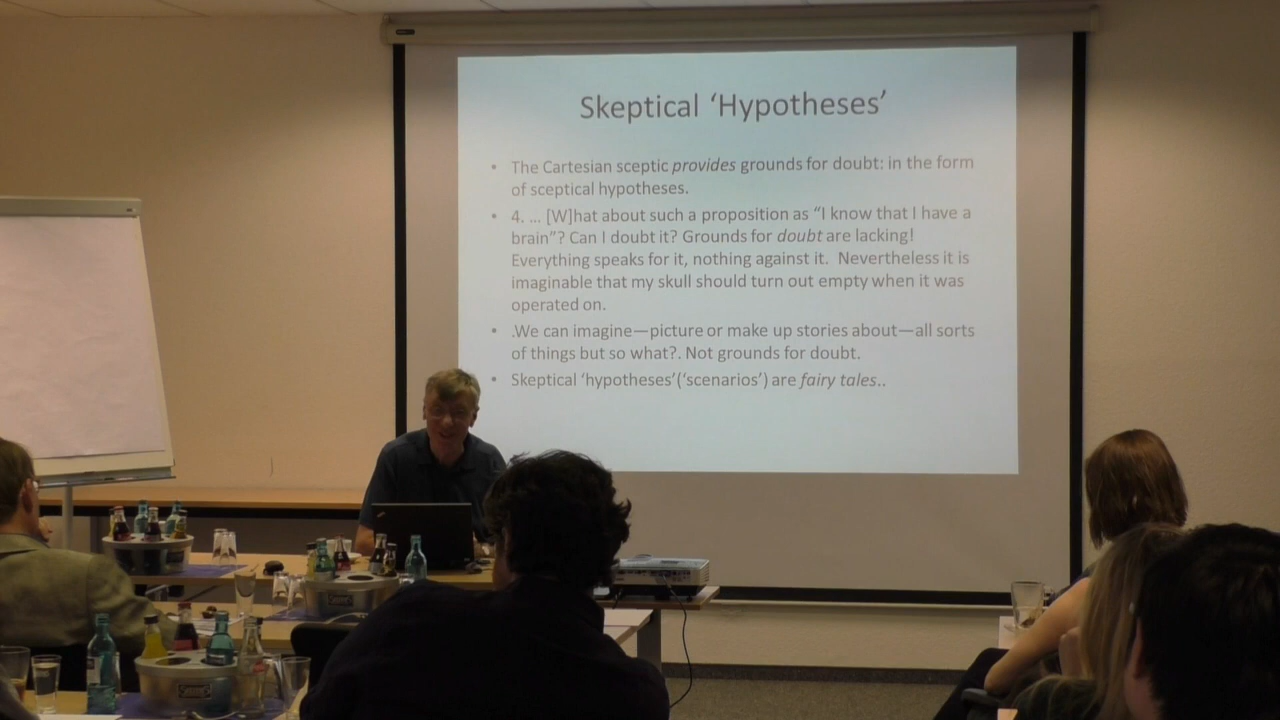 Skeptical ‘Hypotheses’
• The Cartesian sceptic provides grounds for doubt: in the form
of sceptical hypotheses.
• 4. … [W]hat about such a proposition as “I know that I have a
brain”? Can I doubt it? Grounds for doubt are lacking!
Everything speaks for it, nothing against it. Nevertheless it is
imaginable that my skull should turn out empty when it was
operated on.
• .We can imagine—picture or make up stories about—all sorts
of things but so what?. Not grounds for doubt.
• Skeptical ‘hypotheses’(‘scenarios’) are fairy tales..